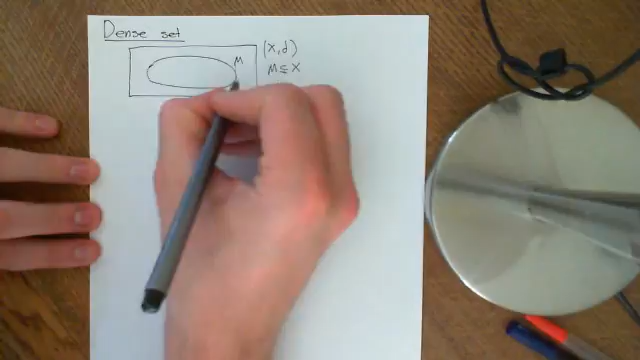 Dense set
(X, d)
M
M ⊆ X